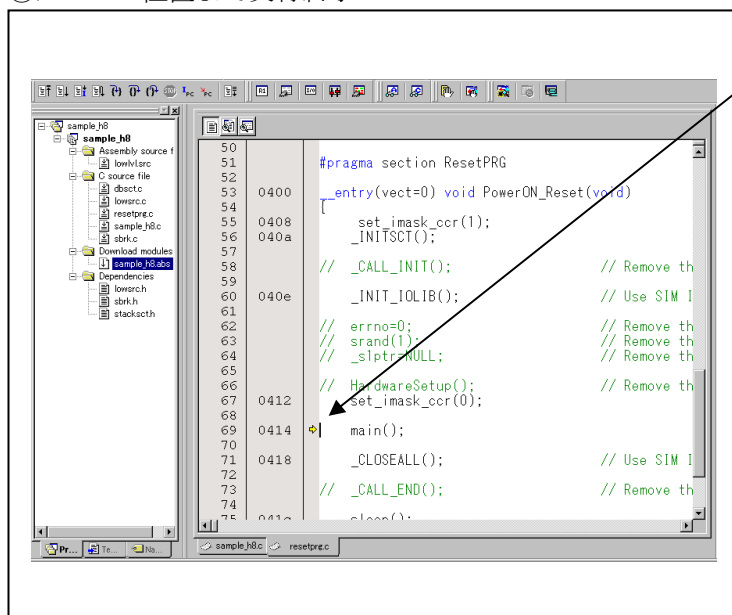 sample_h8
sample_h8
Assembly source f
lowlvl.src
C source file
dbsct.c
lowsrc.c
resetprg.c
sample_h8.c
sbrk.c
Download modules
sample_h8.abs
Dependencies
lowsrc.h
sbrk.h
stacksct.h
Pr... Te... Na...
50
51 #pragma section ResetPRG
52
53 0400 __entry(vect=0) void PowerON_Reset(void)
54 {
55 0408 set_imask_ccr(1);
56 040a _INITSCT();
57
58 // _CALL_INIT(); // Remove th
59
60 040e _INIT_IOLIB(); // Use SIM I
61
62 // errno=0; // Remove th
63 // srand(1); // Remove th
64 // _s1ptr=NULL; // Remove th
65
66 // HardwareSetup(); // Remove th
67 0412 set_imask_ccr(0);
68
69 0414 main();
70
71 0418 _CLOSEALL(); // Use SIM I
72
73 // _CALL_END(); // Remove th
74
sample_h8.c resetprg.c